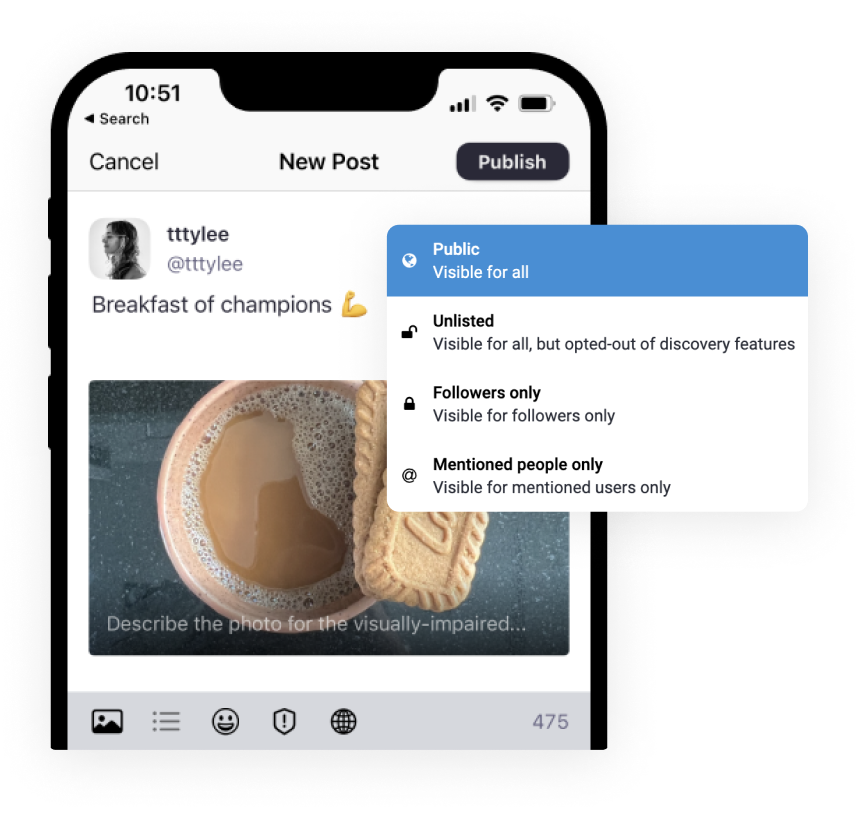 10:51
◀ Search
Cancel
New Post
Publish
tttylee
@tttylee
Breakfast of champions 💪
Public
Visible for all
Unlisted
Visible for all, but opted-out of discovery features
Followers only
Visible for followers only
@
Mentioned people only
Visible for mentioned users only
Describe the photo for the visually-impaired...
475